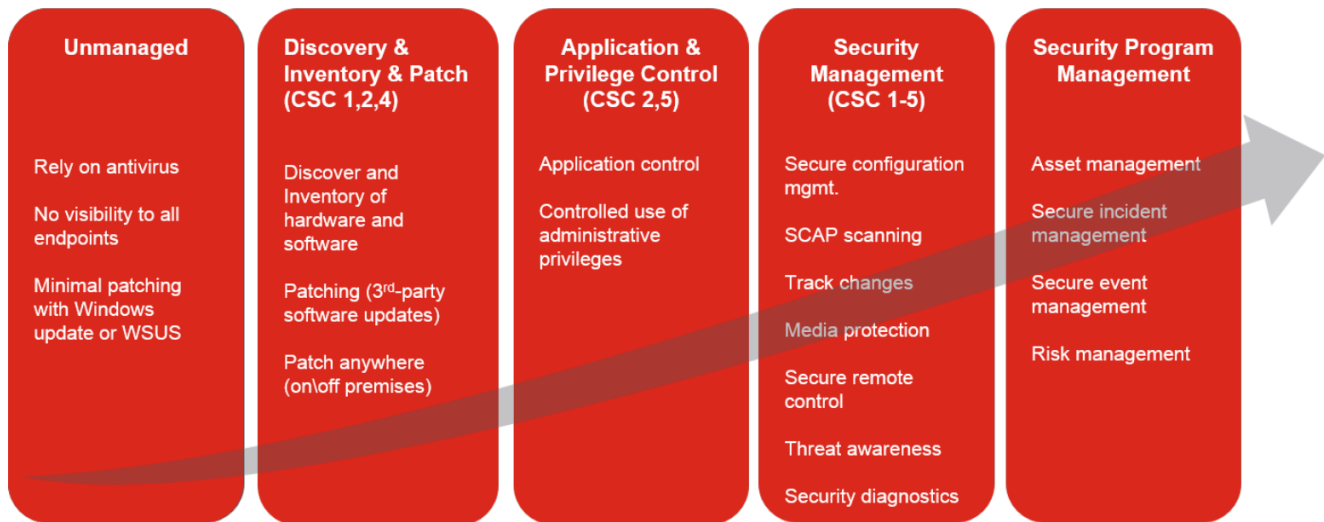 Unmanaged
Rely on antivirus
No visibility to all
endpoints
Minimal patching
with Windows
update or WSUS
Discovery &
Inventory & Patch
(CSC 1,2,4)
Discover and
Inventory of
hardware and
software
Patching (3rd-party
software updates)
Patch anywhere
(on\off premises)
Application &
Privilege Control
(CSC 2,5)
Application control
Controlled use of
administrative
privileges
Security
Management
(CSC 1-5)
Secure configuration
mgmt.
SCAP scanning
Track changes
Media protection
Secure remote
control
Threat awareness
Security diagnostics
Security Program
Management
Asset management
Secure incident
management
Secure event
management
Risk management